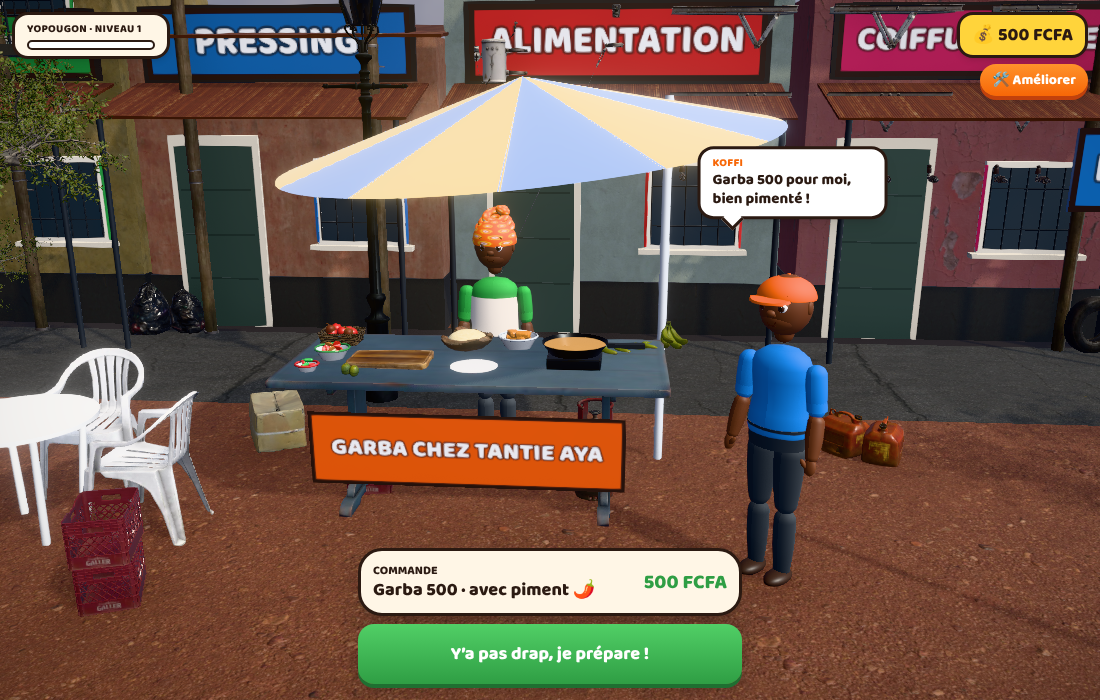 YOPOUGON · NIVEAU 1
PRESSING
ALIMENTATION
COIFFU
500 FCFA
Améliorer
KOFFI
Garba 500 pour moi,
bien pimenté !
GARBA CHEZ TANTIE AYA
COMMANDE
Garba 500 · avec piment 🌶️
500 FCFA
Y'a pas drap, je prépare !